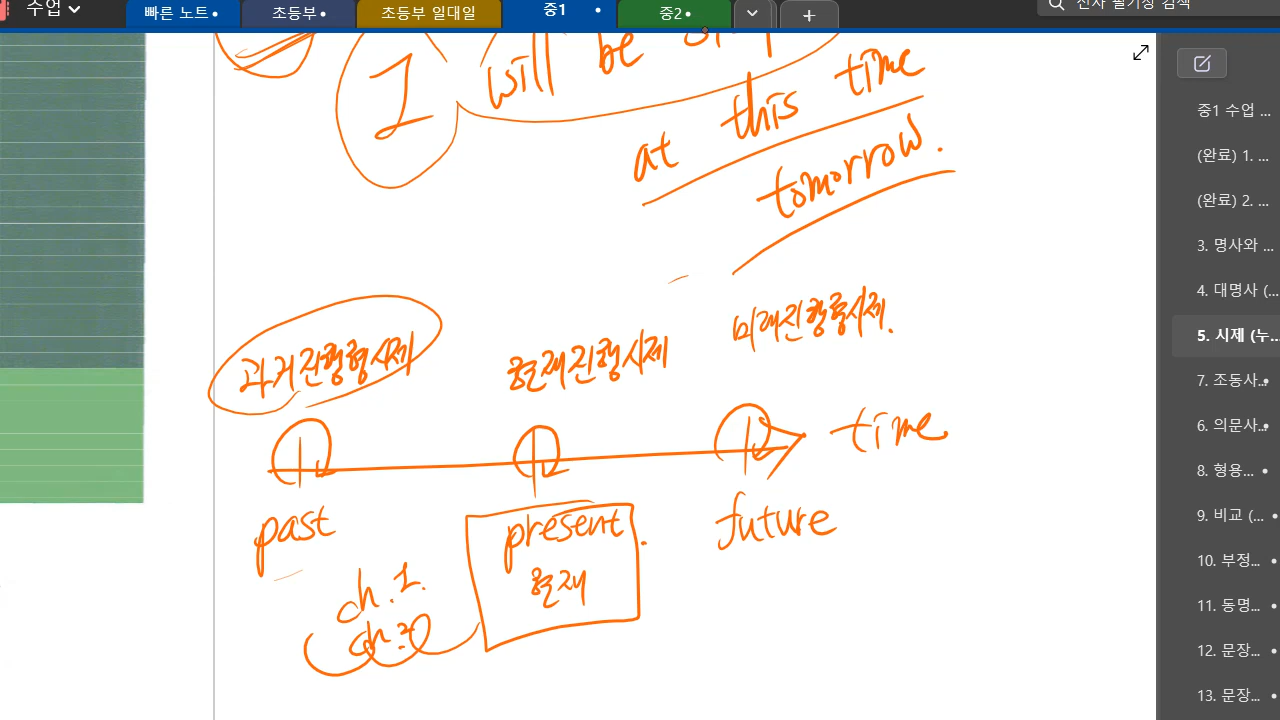 수업
빠른 노트
초등부
초등부 일대일
중1
중2
I will be
at this time
tomorrow.
과거진행형시제
현재진행시제
미래진행형시제.
time
past
present.
future
현재
ch.1.
ch.2
중1 수업 ...
(완료) 1. ...
(완료) 2. ...
3. 명사와 ...
4. 대명사 (...
5. 시제 (누...
7. 조동사...
6. 의문사...
8. 형용...
9. 비교 (...
10. 부정...
11. 동명...
12. 문장...
13. 문장...